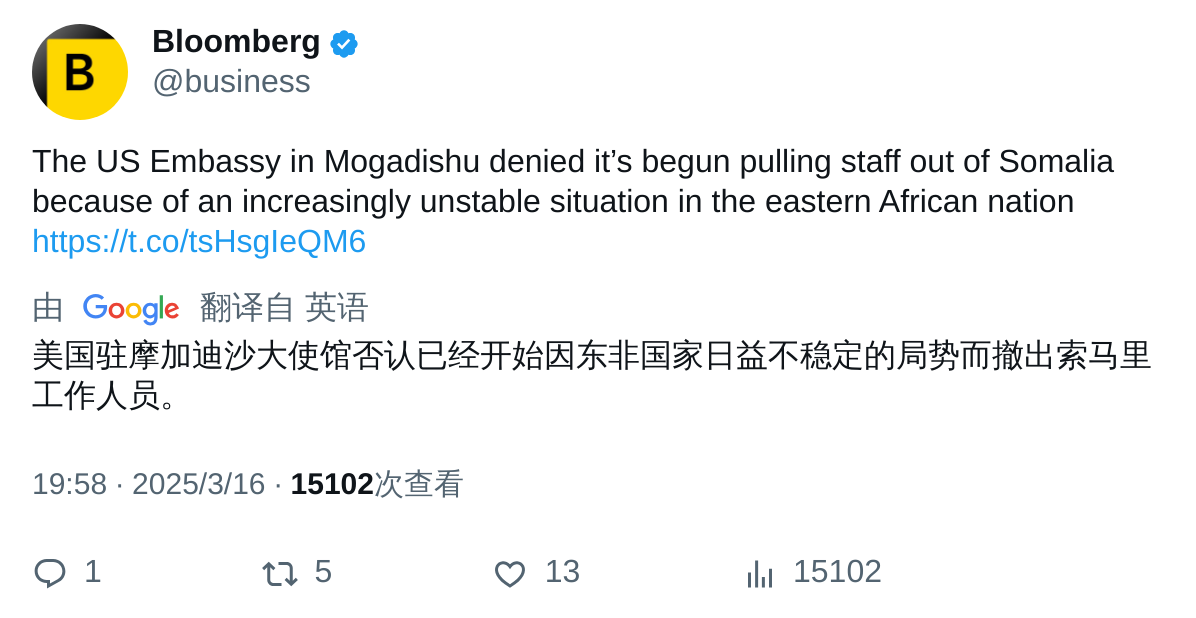 B
Bloomberg
@business
The US Embassy in Mogadishu denied it’s begun pulling staff out of Somalia
because of an increasingly unstable situation in the eastern African nation
https://t.co/tsHsgIeQM6
由 Google 翻译自 英语
美国驻摩加迪沙大使馆否认已经开始因东非国家日益不稳定的局势而撤出索马里
工作人员。
19:58 · 2025/3/16 · 15102次查看
1 5 13 15102